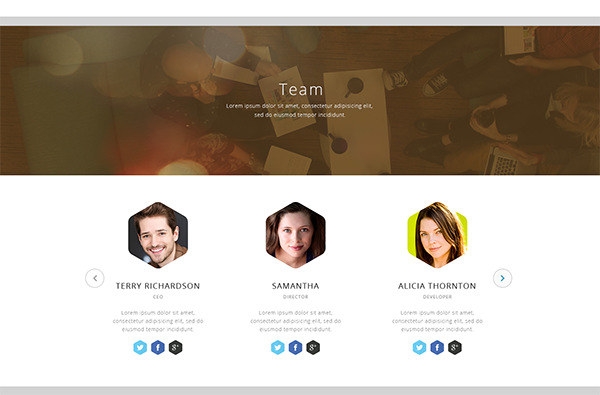 Team
Lorem ipsum dolor sit amet, consectetur adipisicing elit,
sed do eiusmod tempor incididunt.
TERRY RICHARDSON
CEO
Lorem ipsum dolor sit amet,
consectetur adipisicing elit, sed do
eiusmod tempor incididunt.
SAMANTHA
DIRECTOR
Lorem ipsum dolor sit amet,
consectetur adipisicing elit, sed do
eiusmod tempor incididunt.
ALICIA THORNTON
DEVELOPER
Lorem ipsum dolor sit amet,
consectetur adipisicing elit, sed do
eiusmod tempor incididunt.